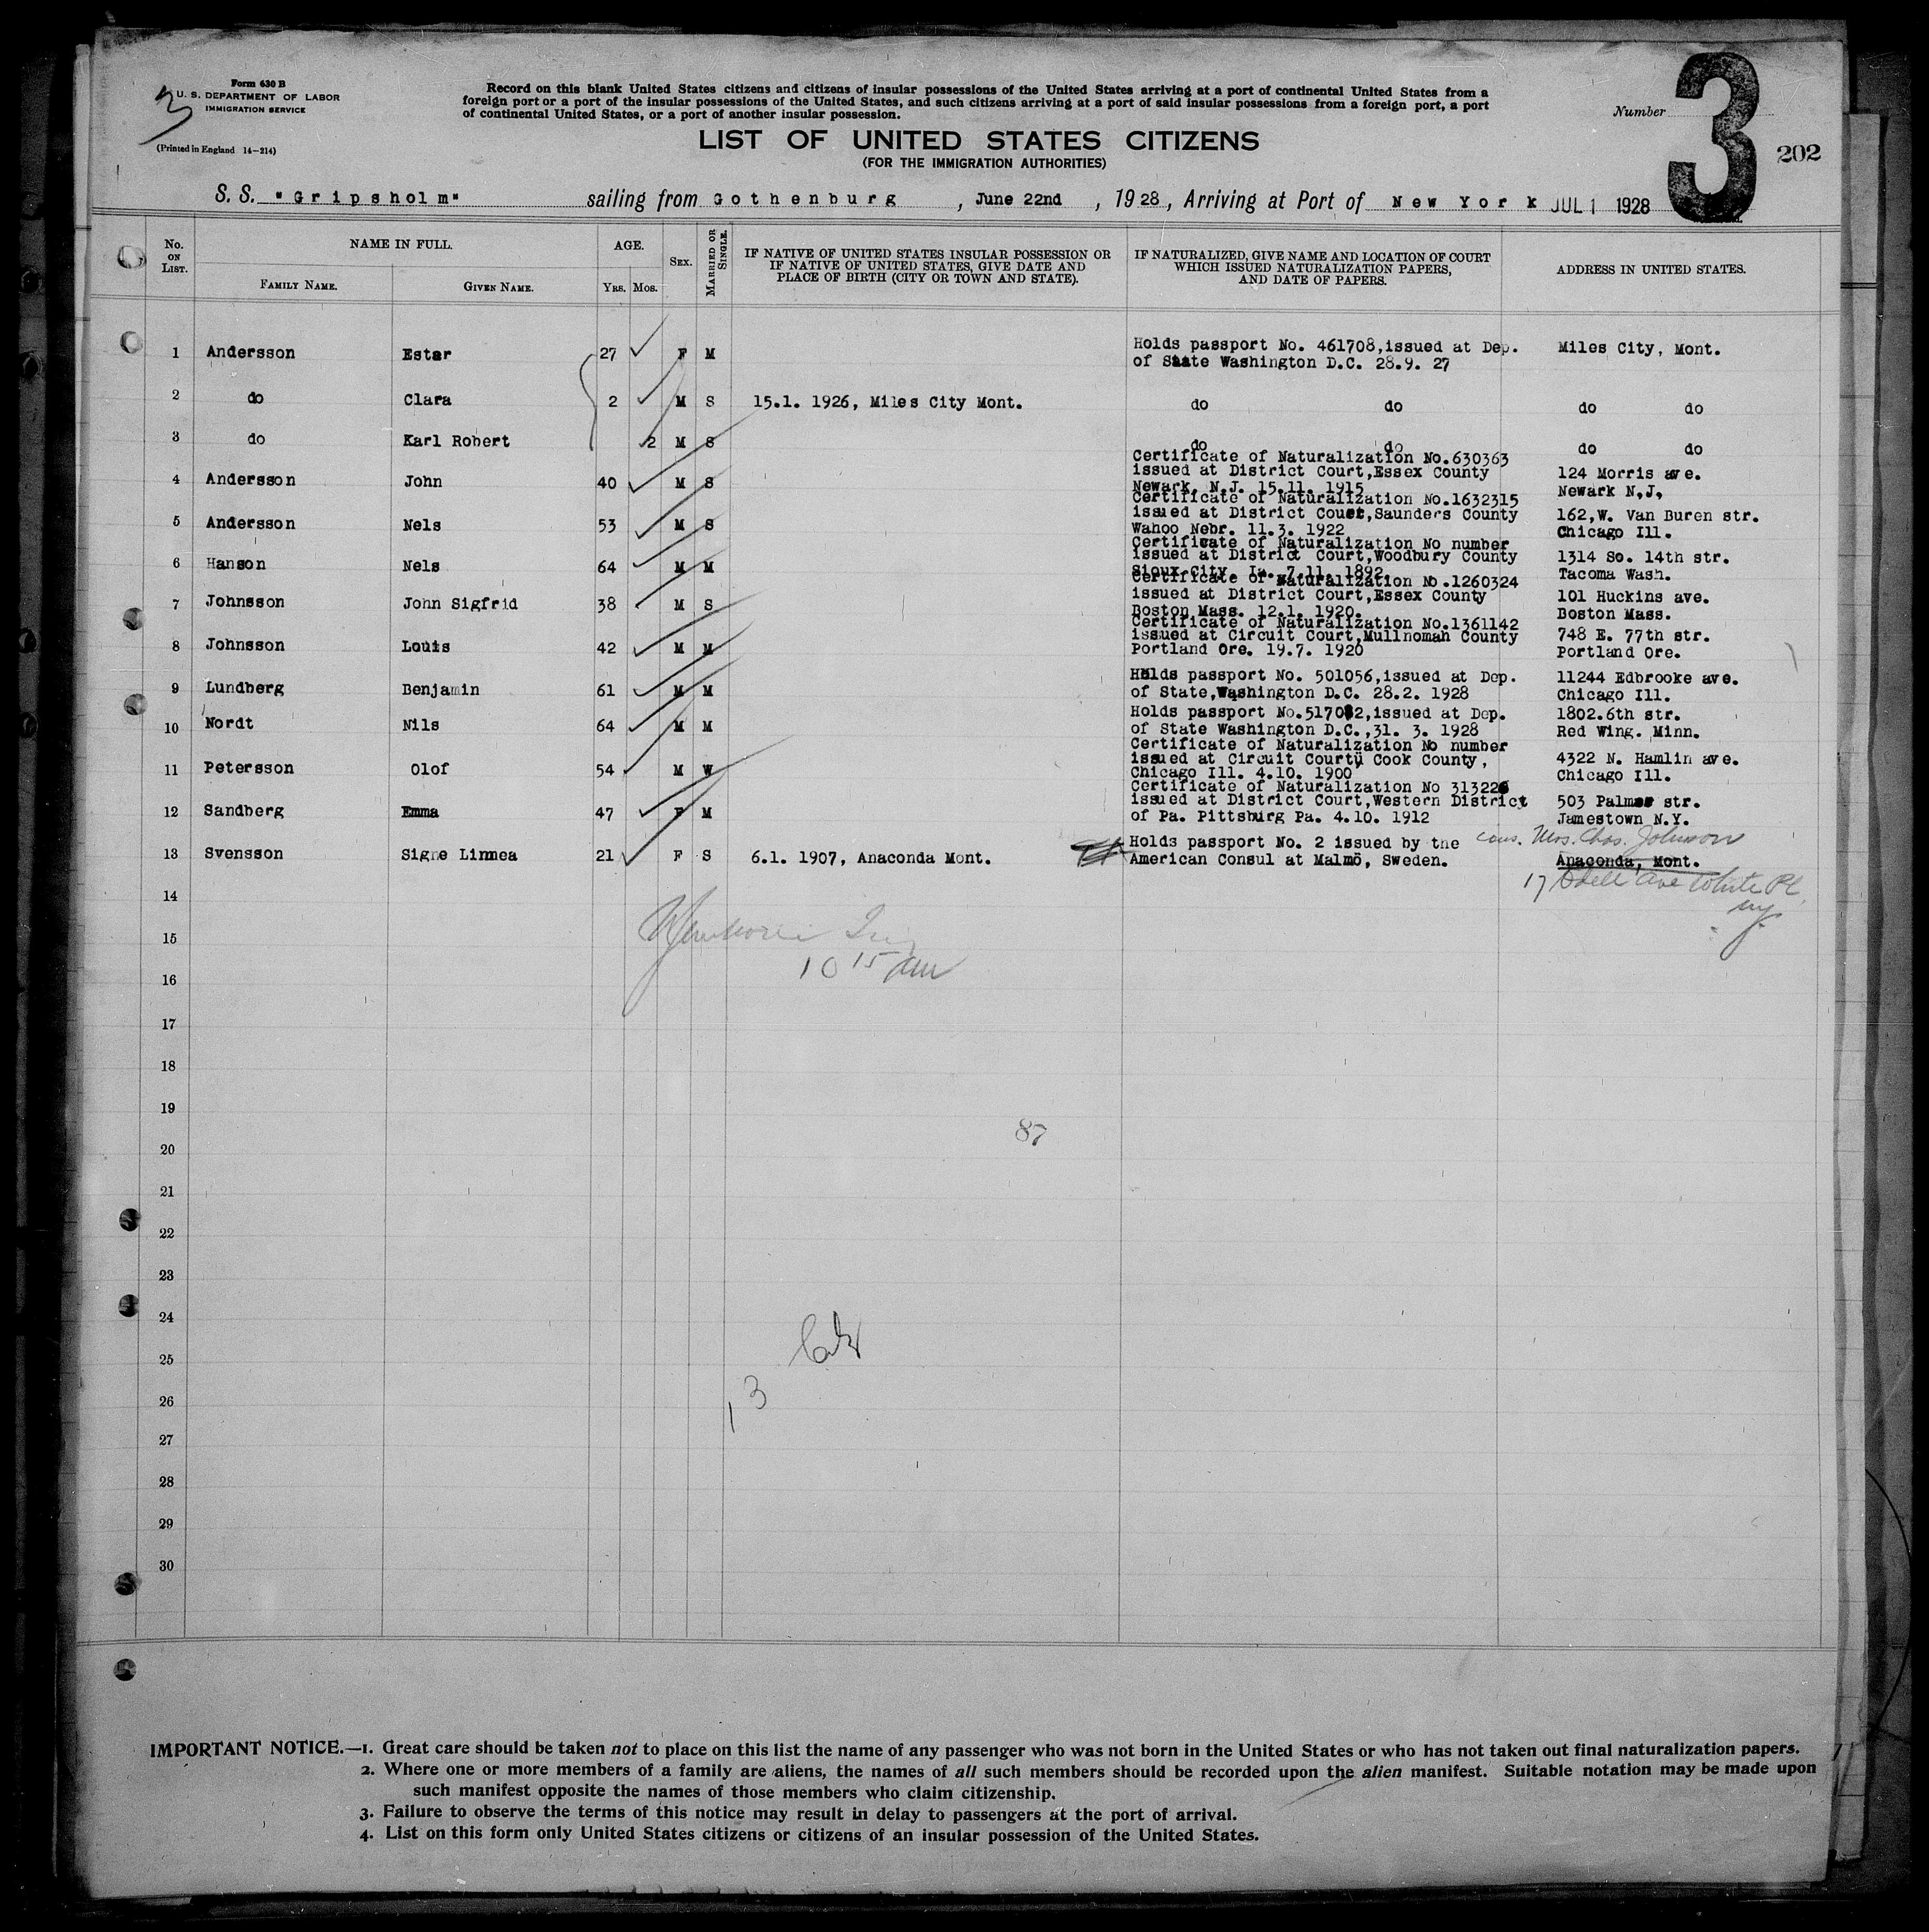 Form 630 B
U. S. DEPARTMENT OF LABOR
IMMIGRATION SERVICE
(Printed in England 14-214)
3
Record on this blank United States citizens and citizens of insular possessions of the United States arriving at a port of continental United States from a
foreign port or a port of the insular possessions of the United States, and such citizens arriving at a port of said insular possessions from a foreign port, a port
of continental United States, or a port of another insular possession.
LIST OF UNITED STATES CITIZENS
(FOR THE IMMIGRATION AUTHORITIES)
Number 3
202
S. S. "Gripsholm" sailing from Gothenburg, June 22nd, 1928, Arriving at Port of New York JUL 1 1928
No. ON LIST.
NAME IN FULL.
FAMILY NAME. GIVEN NAME.
AGE.
YRS. MOS.
SEX.
MARRIED OR SINGLE.
IF NATIVE OF UNITED STATES INSULAR POSSESSION OR
IF NATIVE OF UNITED STATES, GIVE DATE AND
PLACE OF BIRTH (CITY OR TOWN AND STATE).
IF NATURALIZED, GIVE NAME AND LOCATION OF COURT
WHICH ISSUED NATURALIZATION PAPERS,
AND DATE OF PAPERS.
ADDRESS IN UNITED STATES.
1 Andersson Ester 27 F M Holds passport No. 461708,issued at Dep. Miles City, Mont.
of State Washington D.C. 28.9. 27
2 do Clara 2 M S 15.1. 1926, Miles City Mont. do do do do
3 do Karl Robert 2 M S do do do do
Certificate of Naturalization No.630363
4 Andersson John 40 M S issued at District Court,Essex County 124 Morris ave.
Newark, N.J. 15.11. 1915 Newark N,J,
Certificate of Naturalization No.1632315
5 Andersson Nels 53 M S issued at District Couet,Saunders County 162,W. Van Buren str.
Wahoo Nebr. 11.3. 1922 Chicago Ill.
Certificate of Naturalization No number
6 Hanson Nels 64 M M issued at District Court,Woodbury County 1314 So. 14th str.
Sioux City, Ia. 7.11. 1892 Tacoma Wash.
Certificate of Naturalization No.1260324
7 Johnsson John Sigfrid 38 M S issued at District Court,Essex County 101 Huckins ave.
Boston Mass. 12.1. 1920. Boston Mass.
Certificate of Naturalization No.1361142
8 Johnsson Louis 42 M M issued at Circuit Court,Mullnomah County 748 E. 77th str.
Portland Ore. 19.7. 1920 Portland Ore.
9 Lundberg Benjamin 61 M M Holds passport No. 501056,issued at Dep. 11244 Edbrooke ave.
of State,Washington D.C. 28.2. 1928 Chicago Ill.
10 Nordt Nils 64 M M Holds passport No.517082,issued at Dep. 1802.6th str.
of State Washington D.C.,31. 3. 1928 Red Wing. Minn.
Certificate of Naturalization No number
11 Petersson Olof 54 M W issued at Circuit Courtÿ Cook County, 4322 N. Hamlin ave.
Chicago Ill. 4.10. 1900 Chicago Ill.
Certificate of Naturalization No 313226
12 Sandberg Emma 47 F M issued at District Court,Western District 503 Palmer str.
of Pa. Pittsburg Pa. 4.10. 1912 Jamestown N.Y.
13 Svensson Signe Linnea 21 F S 6.1. 1907, Anaconda Mont. Holds passport No. 2 issued by the cous. Mrs. Chas. Johnson
American Consul at Malmö, Sweden. Anaconda, Mont.
17 Odell Ave White Pl.
NY
14
15
10 15 am
16
17
18
19
87
20
21
22
23
24
25
26
13
27
28
29
30
IMPORTANT NOTICE.—1. Great care should be taken not to place on this list the name of any passenger who was not born in the United States or who has not taken out final naturalization papers.
2. Where one or more members of a family are aliens, the names of all such members should be recorded upon the alien manifest. Suitable notation may be made upon
such manifest opposite the names of those members who claim citizenship.
3. Failure to observe the terms of this notice may result in delay to passengers at the port of arrival.
4. List on this form only United States citizens or citizens of an insular possession of the United States.